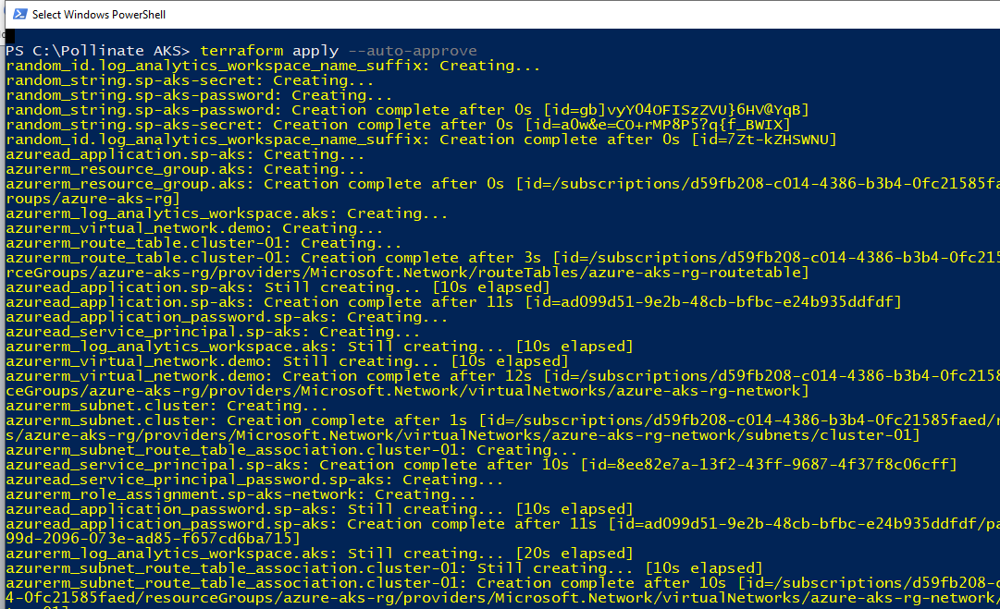 Select Windows PowerShell
PS C:\Pollinate AKS> terraform apply --auto-approve
random_id.log_analytics_workspace_name_suffix: Creating...
random_string.sp-aks-secret: Creating...
random_string.sp-aks-password: Creating...
random_string.sp-aks-password: Creation complete after 0s [id=gb]vyY04OFISzZVU}6HV@YqB]
random_string.sp-aks-secret: Creation complete after 0s [id=a0w&e=CO+rMP8P5?q{f_BWIX]
random_id.log_analytics_workspace_name_suffix: Creation complete after 0s [id=7Zt-kZHSWNU]
azuread_application.sp-aks: Creating...
azurerm_resource_group.aks: Creating...
azurerm_resource_group.aks: Creation complete after 0s [id=/subscriptions/d59fb208-c014-4386-b3b4-0fc21585fa
roups/azure-aks-rg]
azurerm_log_analytics_workspace.aks: Creating...
azurerm_virtual_network.demo: Creating...
azurerm_route_table.cluster-01: Creating...
azurerm_route_table.cluster-01: Creation complete after 3s [id=/subscriptions/d59fb208-c014-4386-b3b4-0fc215
rceGroups/azure-aks-rg/providers/Microsoft.Network/routeTables/azure-aks-rg-routetable]
azuread_application.sp-aks: Still creating... [10s elapsed]
azuread_application.sp-aks: Creation complete after 11s [id=ad099d51-9e2b-48cb-bfbc-e24b935ddfdf]
azuread_application_password.sp-aks: Creating...
azuread_service_principal.sp-aks: Creating...
azurerm_log_analytics_workspace.aks: Still creating... [10s elapsed]
azurerm_virtual_network.demo: Still creating... [10s elapsed]
azurerm_virtual_network.demo: Creation complete after 12s [id=/subscriptions/d59fb208-c014-4386-b3b4-0fc2158
ceGroups/azure-aks-rg/providers/Microsoft.Network/virtualNetworks/azure-aks-rg-network]
azurerm_subnet.cluster: Creating...
azurerm_subnet.cluster: Creation complete after 1s [id=/subscriptions/d59fb208-c014-4386-b3b4-0fc21585faed/r
s/azure-aks-rg/providers/Microsoft.Network/virtualNetworks/azure-aks-rg-network/subnets/cluster-01]
azurerm_subnet_route_table_association.cluster-01: Creating...
azuread_service_principal.sp-aks: Creation complete after 10s [id=8ee82e7a-13f2-43ff-9687-4f37f8c06cff]
azuread_service_principal_password.sp-aks: Creating...
azurerm_role_assignment.sp-aks-network: Creating...
azuread_application_password.sp-aks: Still creating... [10s elapsed]
azuread_application_password.sp-aks: Creation complete after 11s [id=ad099d51-9e2b-48cb-bfbc-e24b935ddfdf/pa
99d-2096-073e-ad85-f657cd6ba715]
azurerm_log_analytics_workspace.aks: Still creating... [20s elapsed]
azurerm_subnet_route_table_association.cluster-01: Still creating... [10s elapsed]
azurerm_subnet_route_table_association.cluster-01: Creation complete after 10s [id=/subscriptions/d59fb208-c
4-0fc21585faed/resourceGroups/azure-aks-rg/providers/Microsoft.Network/virtualNetworks/azure-aks-rg-network/